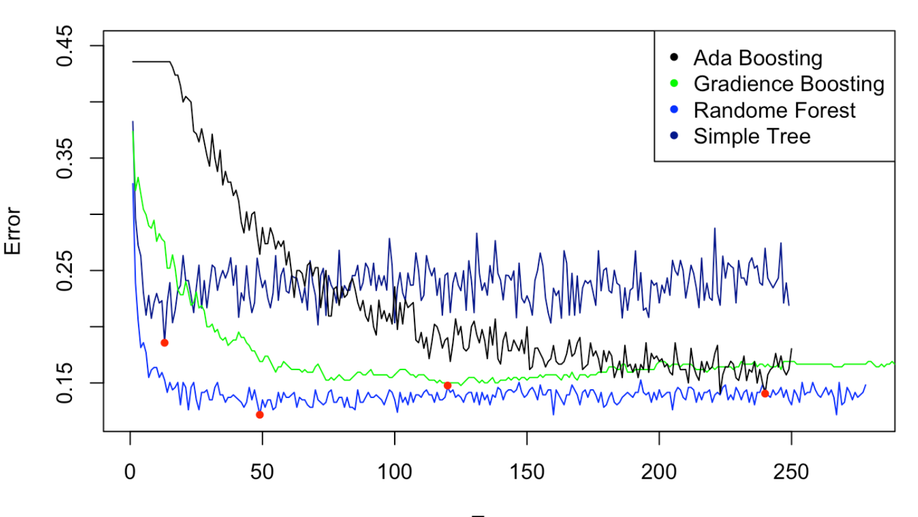 0.45
0.35
0.25
0.15
Error
Ada Boosting
Gradience Boosting
Randome Forest
Simple Tree
0 50 100 150 200 250